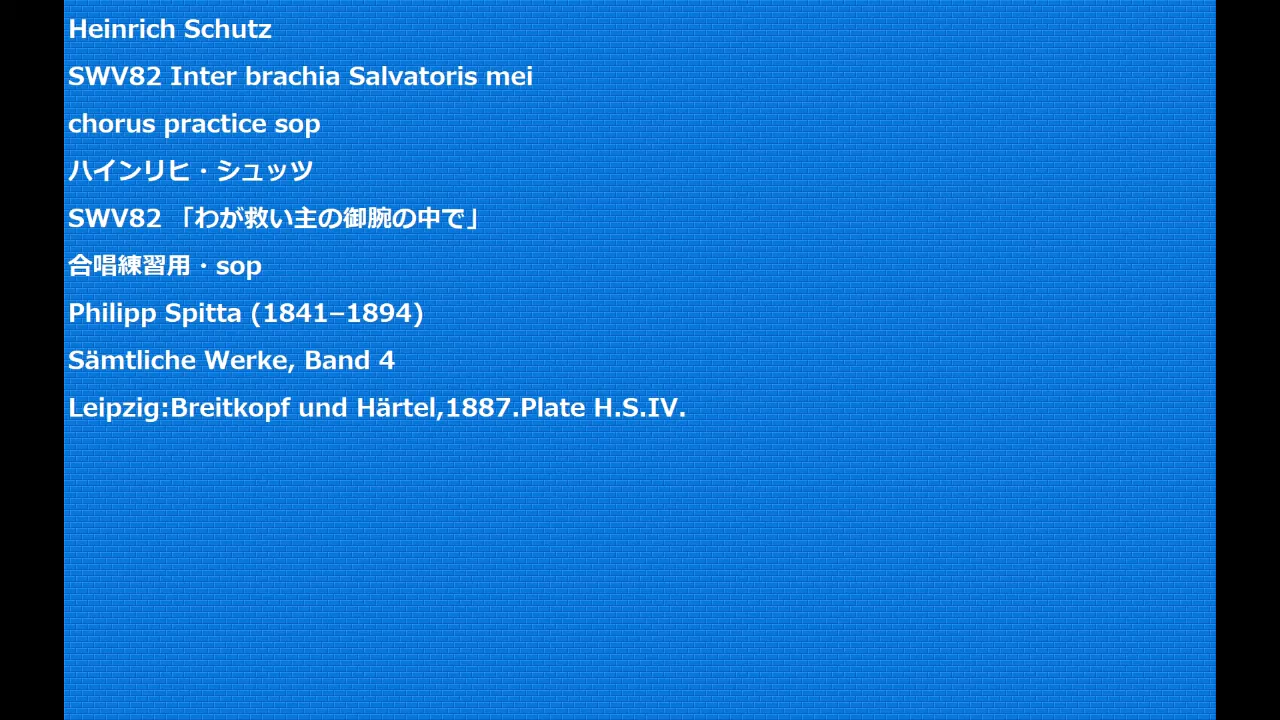 Heinrich Schutz
SWV82 Inter brachia Salvatoris mei
chorus practice sop
ハインリヒ・シュッツ
SWV82 「わが救い主の御腕の中で」
合唱練習用・sop
Philipp Spitta (1841–1894)
Sämtliche Werke, Band 4
Leipzig:Breitkopf und Härtel,1887.Plate H.S.IV.